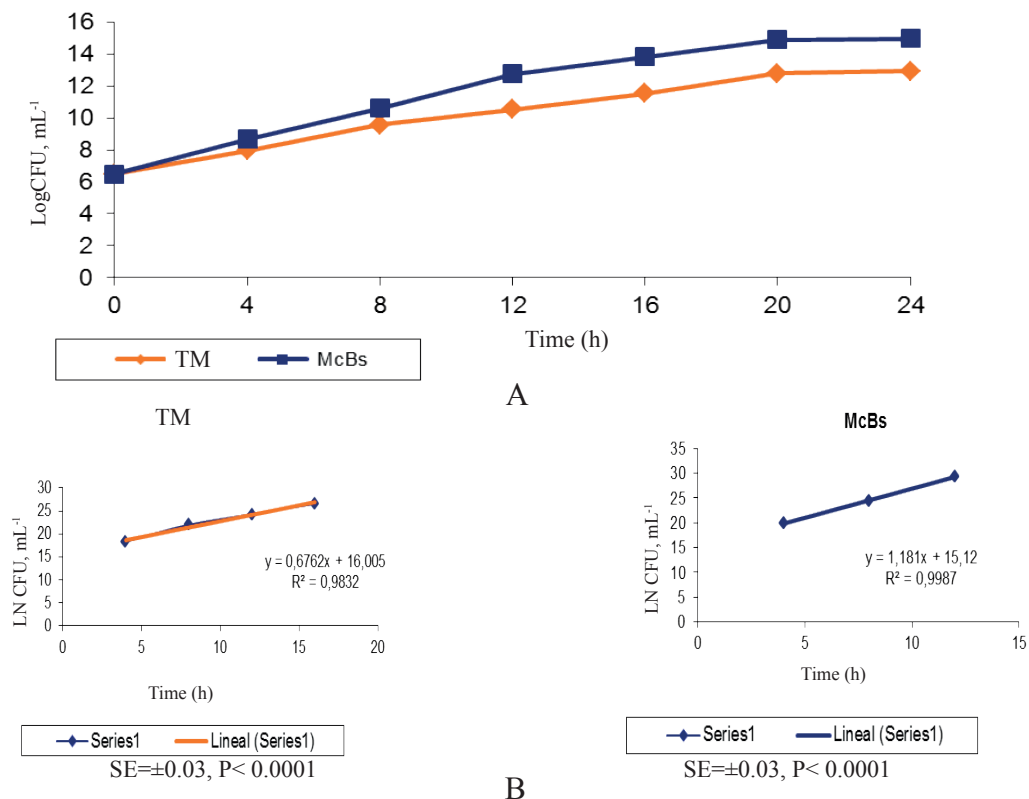 LogCFU, mL⁻¹
16
14
12
10
8
6
4
2
0
0 4 8 12 16 20 24
Time (h)
TM McBs
A
TM
LN CFU, mL⁻¹
30
25
20
15
10
5
0
y = 0,6762x + 16,005
R² = 0,9832
0 5 10 15 20
Time (h)
Series1 Lineal (Series1)
SE=±0.03, P< 0.0001
McBs
LN CFU, mL⁻¹
35
30
25
20
15
10
5
0
y = 1,181x + 15,12
R² = 0,9987
0 5 10 15
Time (h)
Series1 Lineal (Series1)
SE=±0.03, P< 0.0001
B